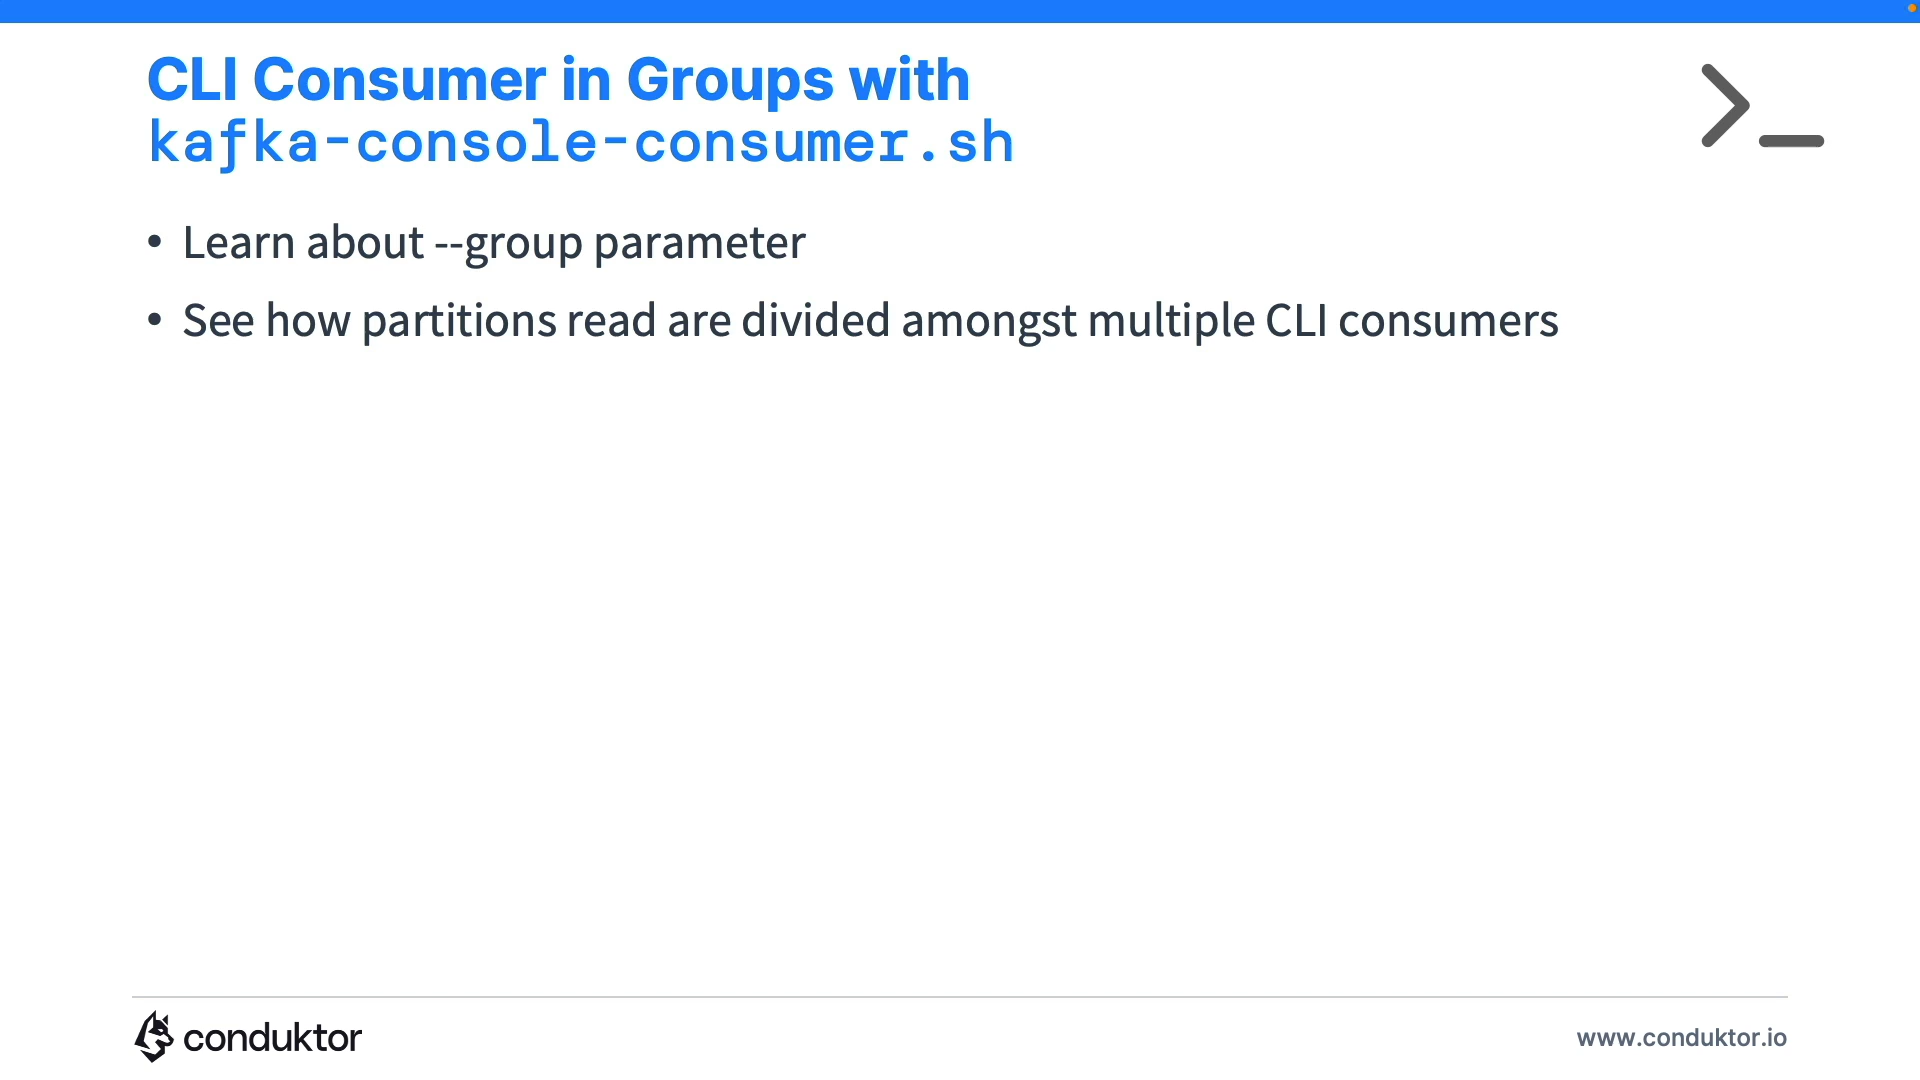 CLI Consumer in Groups with
kafka-console-consumer.sh
• Learn about --group parameter
• See how partitions read are divided amongst multiple CLI consumers
conduktor
www.conduktor.io